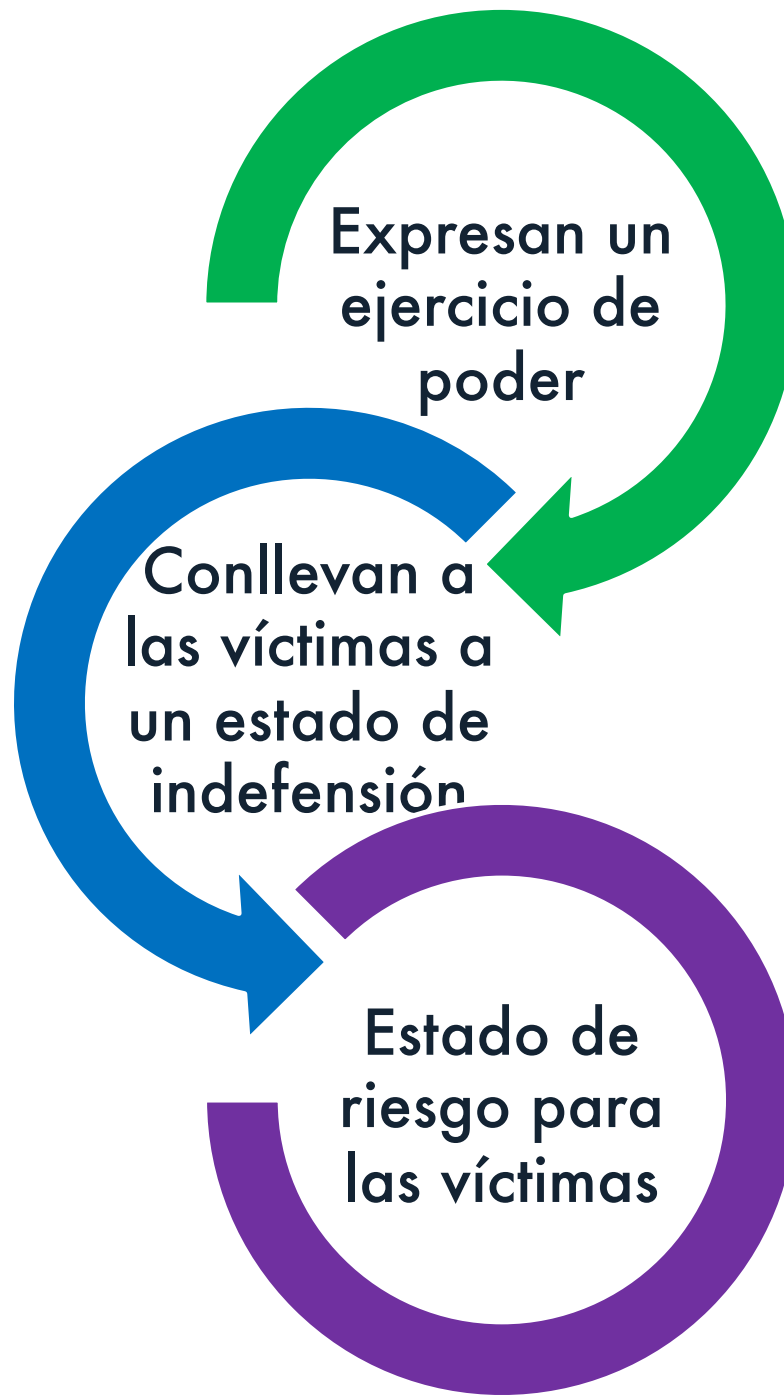 Expresan un
ejercicio de
poder
Conllevan a
las víctimas a
un estado de
indefensión
Estado de
riesgo para
las víctimas